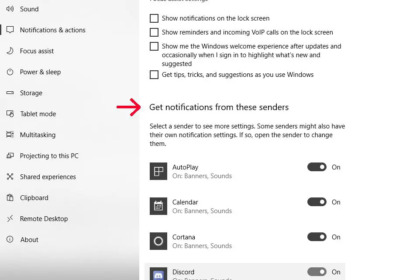 Sound
Notifications & actions
Focus assist
Power & sleep
Storage
Tablet mode
Multitasking
Projecting to this PC
Shared experiences
Clipboard
Remote Desktop
About
Show notifications on the lock screen
Show reminders and incoming VoIP calls on the lock screen
Show me the Windows welcome experience after updates and
occasionally when I sign in to highlight what's new and
suggested
Get tips, tricks, and suggestions as you use Windows
Get notifications from these senders
Select a sender to see more settings. Some senders might also have
their own notification settings. If so, open the sender to change
them.
AutoPlay
On
On: Banners, Sounds
Calendar
On
On: Banners, Sounds
Cortana
On
On: Banners, Sounds
Discord
On